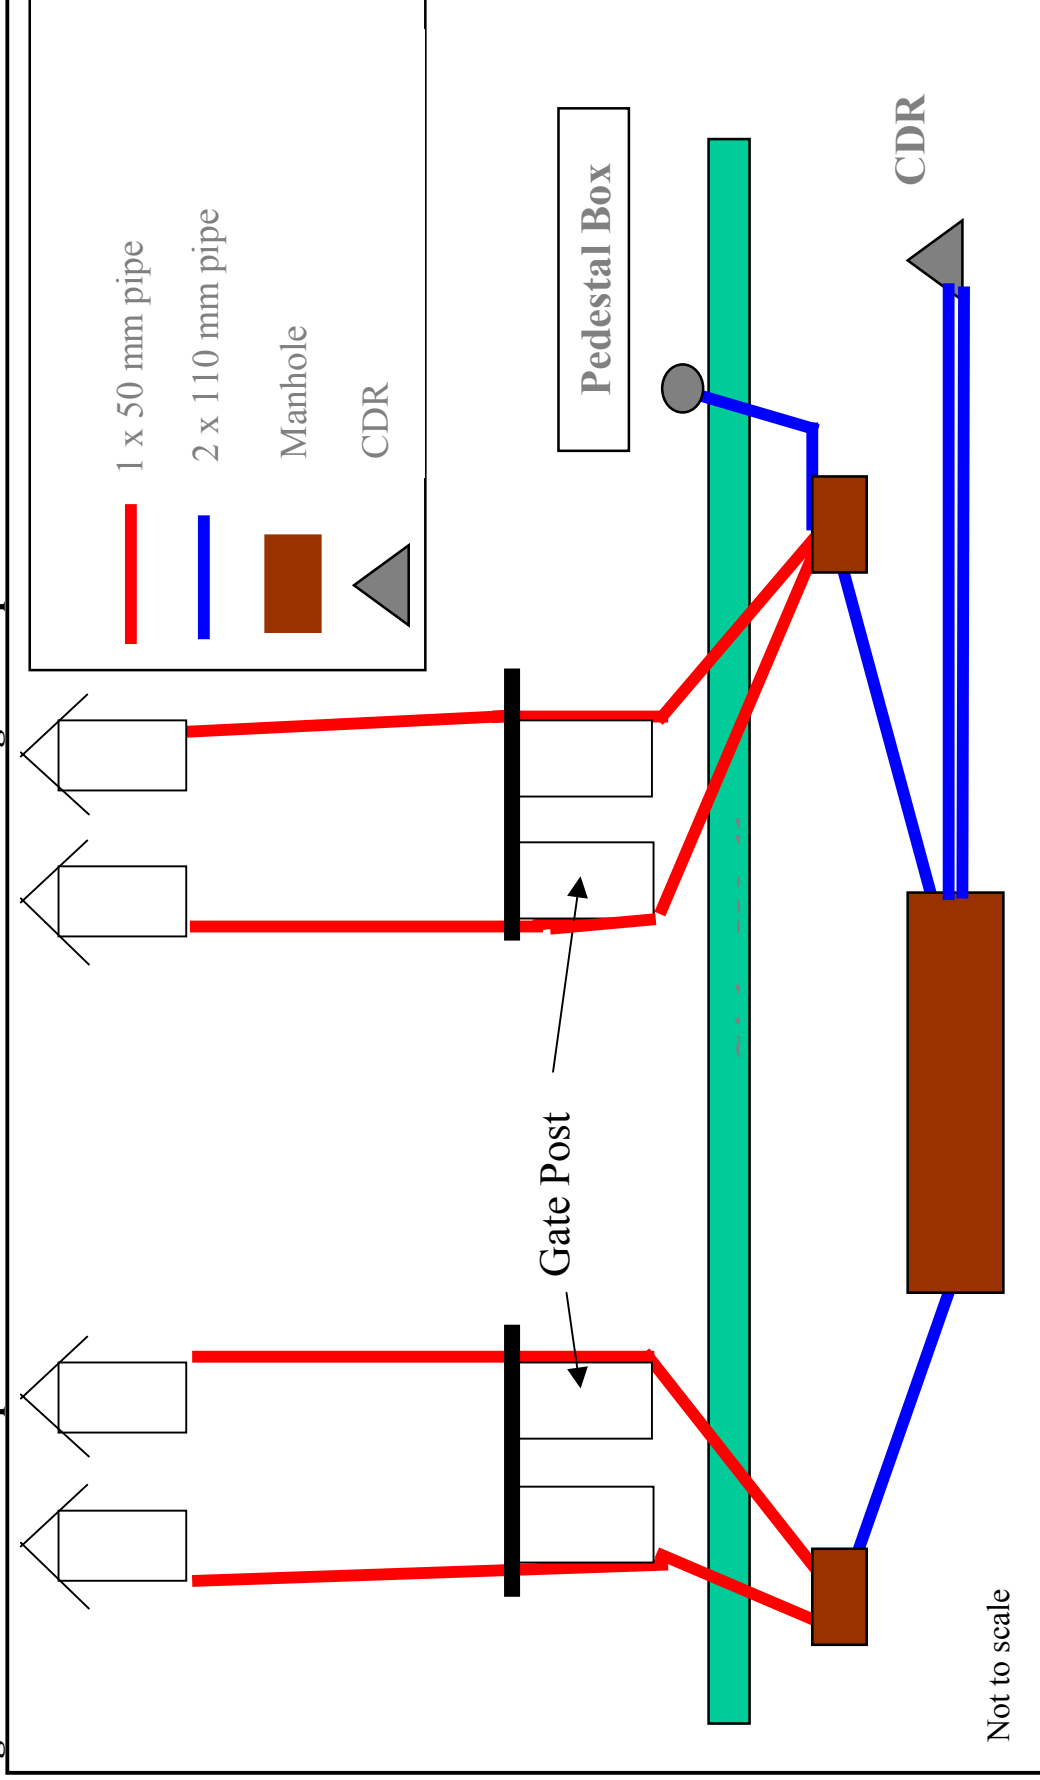 1 x 50 mm pipe
2 x 110 mm pipe
Manhole
CDR
Pedestal Box
CDR
Gate Post
Not to scale